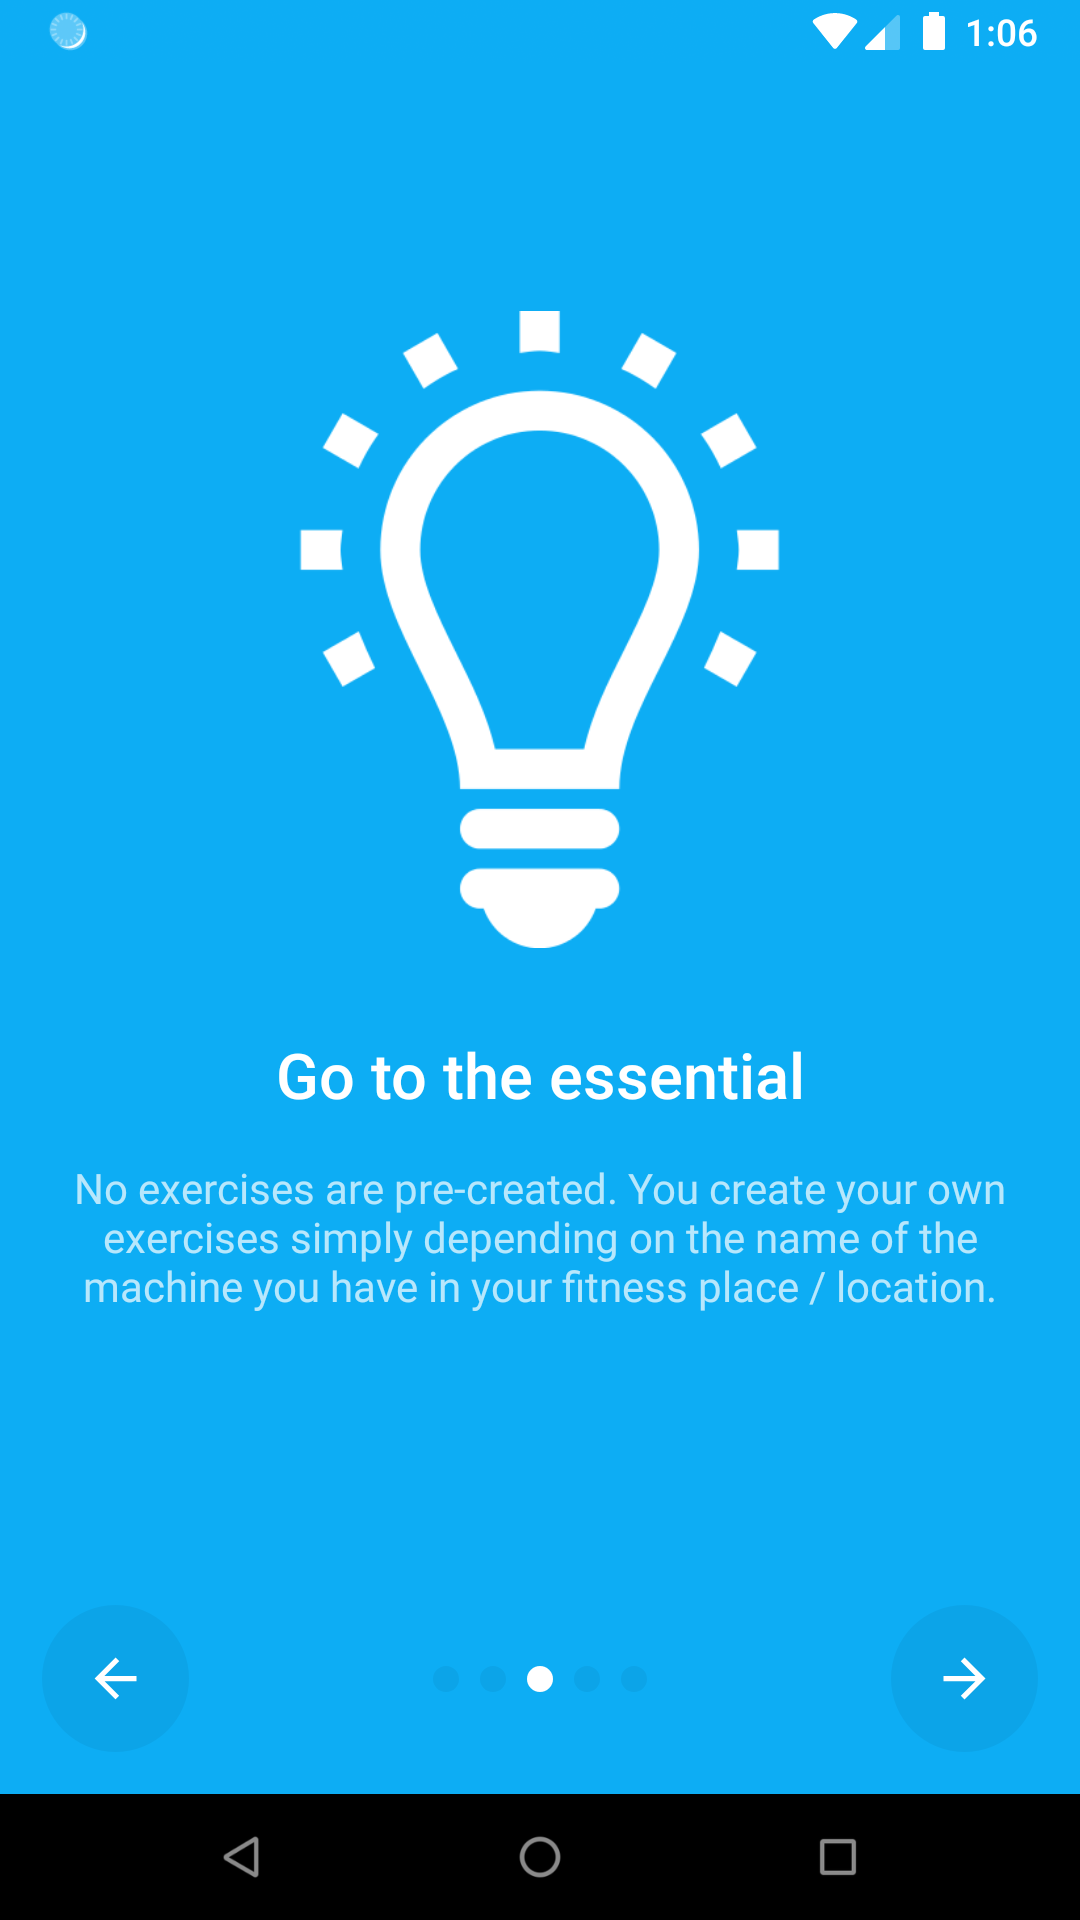 1:06
Go to the essential
No exercises are pre-created. You create your own
exercises simply depending on the name of the
machine you have in your fitness place / location.